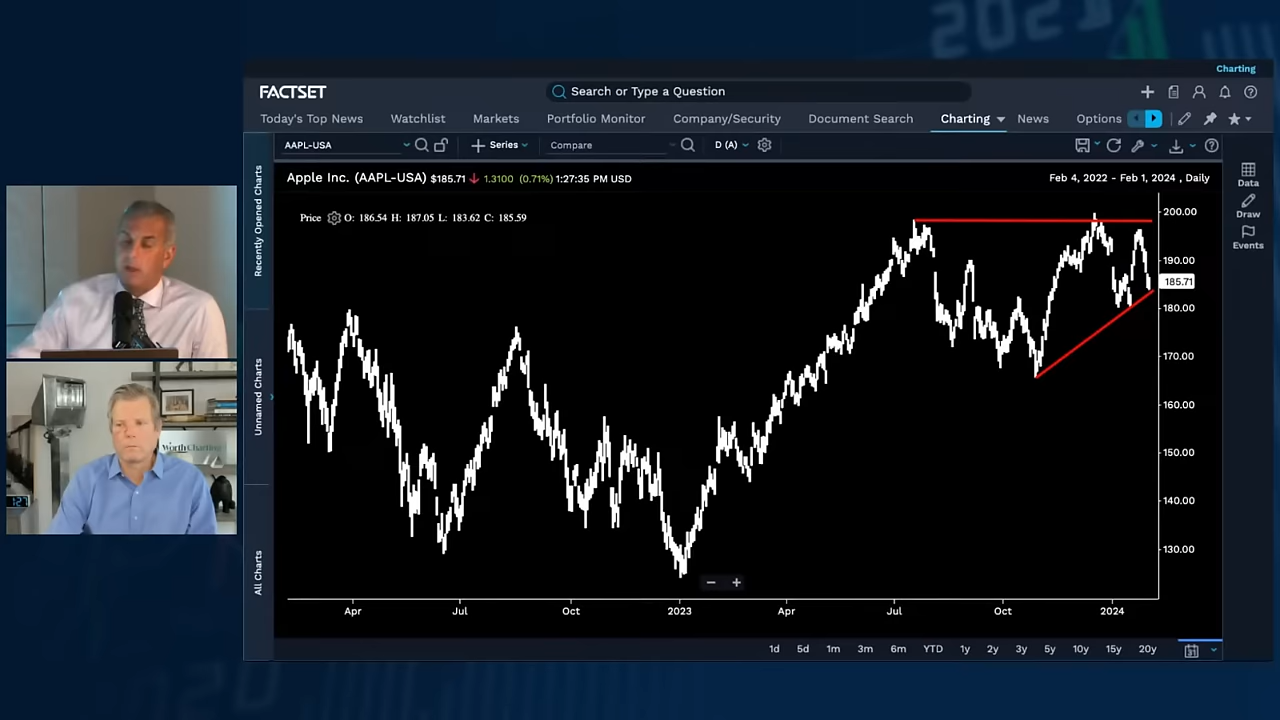 2021
Charting
FACTSET
Search or Type a Question
Today's Top News Watchlist Markets Portfolio Monitor Company/Security Document Search Charting News Options
AAPL-USA Series Compare D (A)
Recently Opened Charts
Unnamed Charts
All Charts
Apple Inc. (AAPL-USA) $185.71 1.3100 (0.71%) 1:27:35 PM USD
Feb 4, 2022 - Feb 1, 2024 , Daily
Price O: 186.54 H: 187.05 L: 183.62 C: 185.59
200.00
190.00
185.71
180.00
170.00
160.00
150.00
140.00
130.00
Apr Jul Oct 2023 Apr Jul Oct 2024
1d 5d 1m 3m 6m YTD 1y 2y 3y 5y 10y 15y 20y
31
Data
Draw
Events
WorthCharting